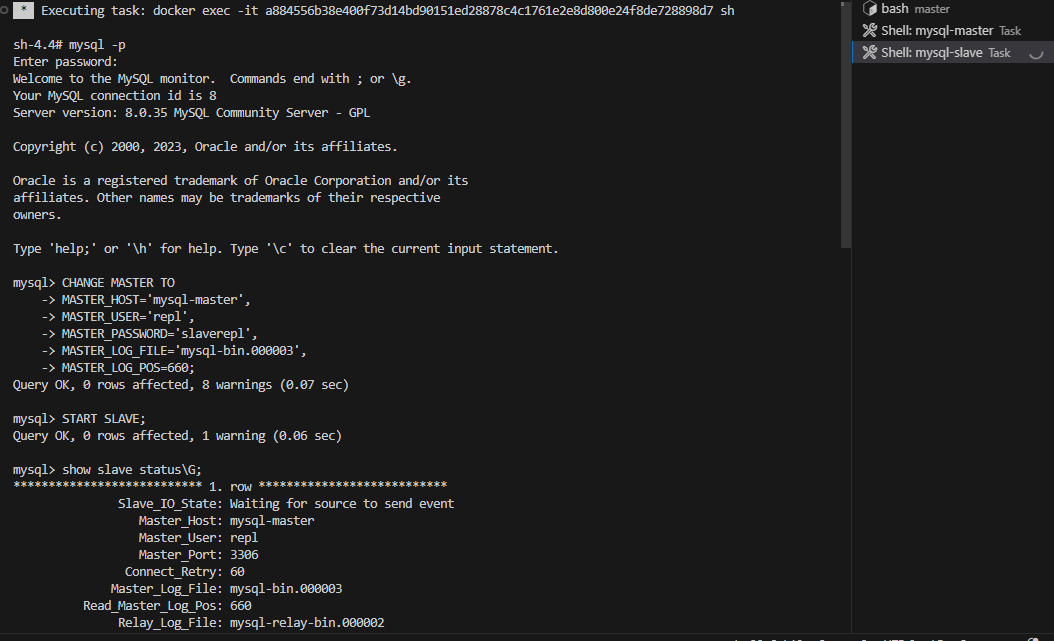 * Executing task: docker exec -it a884556b38e400f73d14bd90151ed28878c4c1761e2e8d800e24f8de728898d7 sh
sh-4.4# mysql -p
Enter password:
Welcome to the MySQL monitor.  Commands end with ; or \g.
Your MySQL connection id is 8
Server version: 8.0.35 MySQL Community Server - GPL
Copyright (c) 2000, 2023, Oracle and/or its affiliates.
Oracle is a registered trademark of Oracle Corporation and/or its
affiliates. Other names may be trademarks of their respective
owners.
Type 'help;' or '\h' for help. Type '\c' to clear the current input statement.
mysql> CHANGE MASTER TO
    -> MASTER_HOST='mysql-master',
    -> MASTER_USER='repl',
    -> MASTER_PASSWORD='slaverepl',
    -> MASTER_LOG_FILE='mysql-bin.000003',
    -> MASTER_LOG_POS=660;
Query OK, 0 rows affected, 8 warnings (0.07 sec)
mysql> START SLAVE;
Query OK, 0 rows affected, 1 warning (0.06 sec)
mysql> show slave status\G;
*************************** 1. row ***************************
Slave_IO_State: Waiting for source to send event
Master_Host: mysql-master
Master_User: repl
Master_Port: 3306
Connect_Retry: 60
Master_Log_File: mysql-bin.000003
Read_Master_Log_Pos: 660
Relay_Log_File: mysql-relay-bin.000002
bash master
Shell: mysql-master Task
Shell: mysql-slave Task